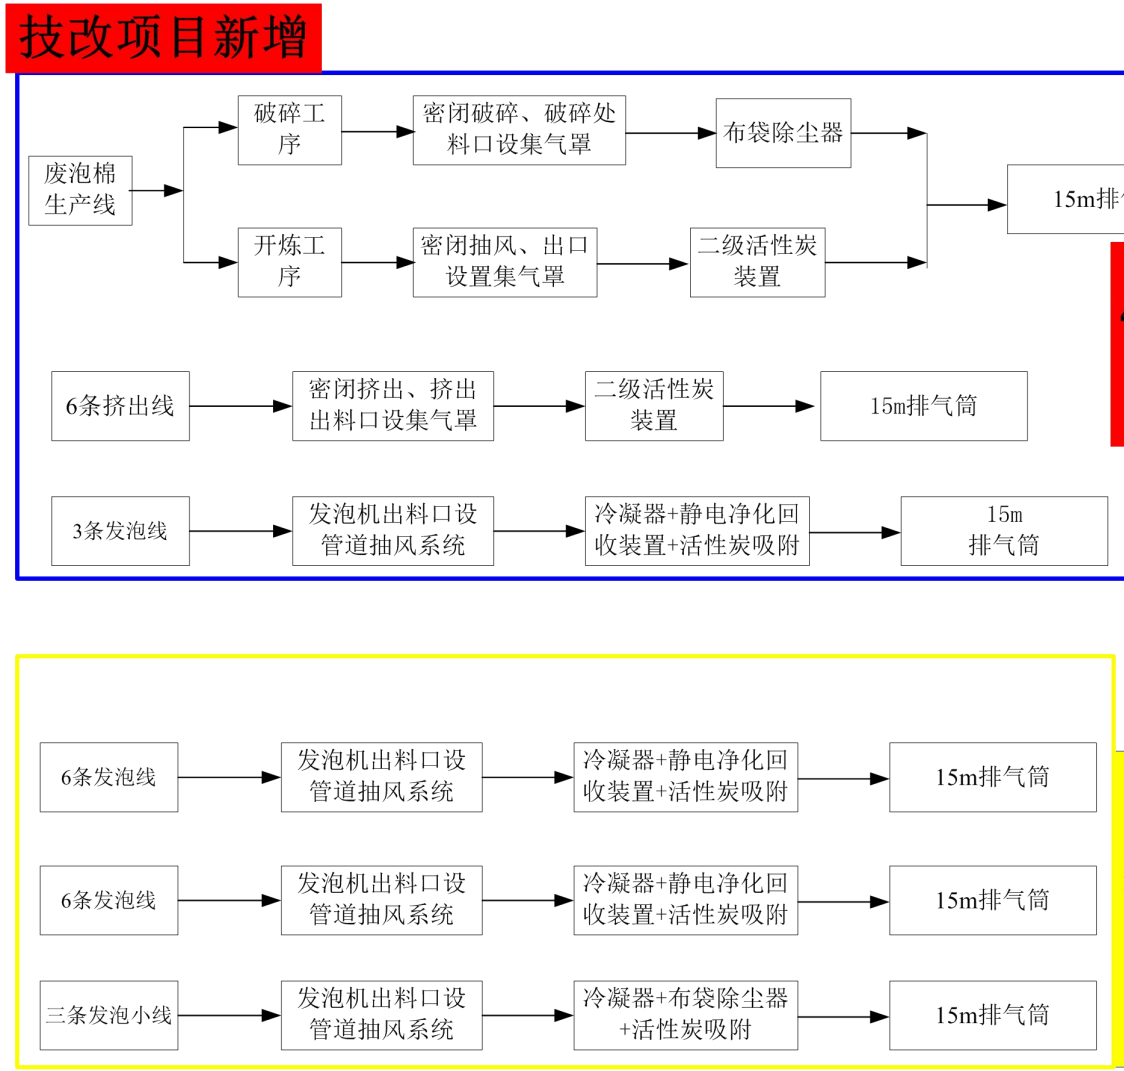 技改项目新增
破碎工
序
密闭破碎、破碎处
料口设集气罩
布袋除尘器
废泡棉
生产线
15m排
开炼工
序
密闭抽风、出口
设置集气罩
二级活性炭
装置
6条挤出线
密闭挤出、挤出
出料口设集气罩
二级活性炭
装置
15m排气筒
3条发泡线
发泡机出料口设
管道抽风系统
冷凝器+静电净化回
收装置+活性炭吸附
15m
排气筒
6条发泡线
发泡机出料口设
管道抽风系统
冷凝器+静电净化回
收装置+活性炭吸附
15m排气筒
6条发泡线
发泡机出料口设
管道抽风系统
冷凝器+静电净化回
收装置+活性炭吸附
15m排气筒
三条发泡小线
发泡机出料口设
管道抽风系统
冷凝器+布袋除尘器
+活性炭吸附
15m排气筒